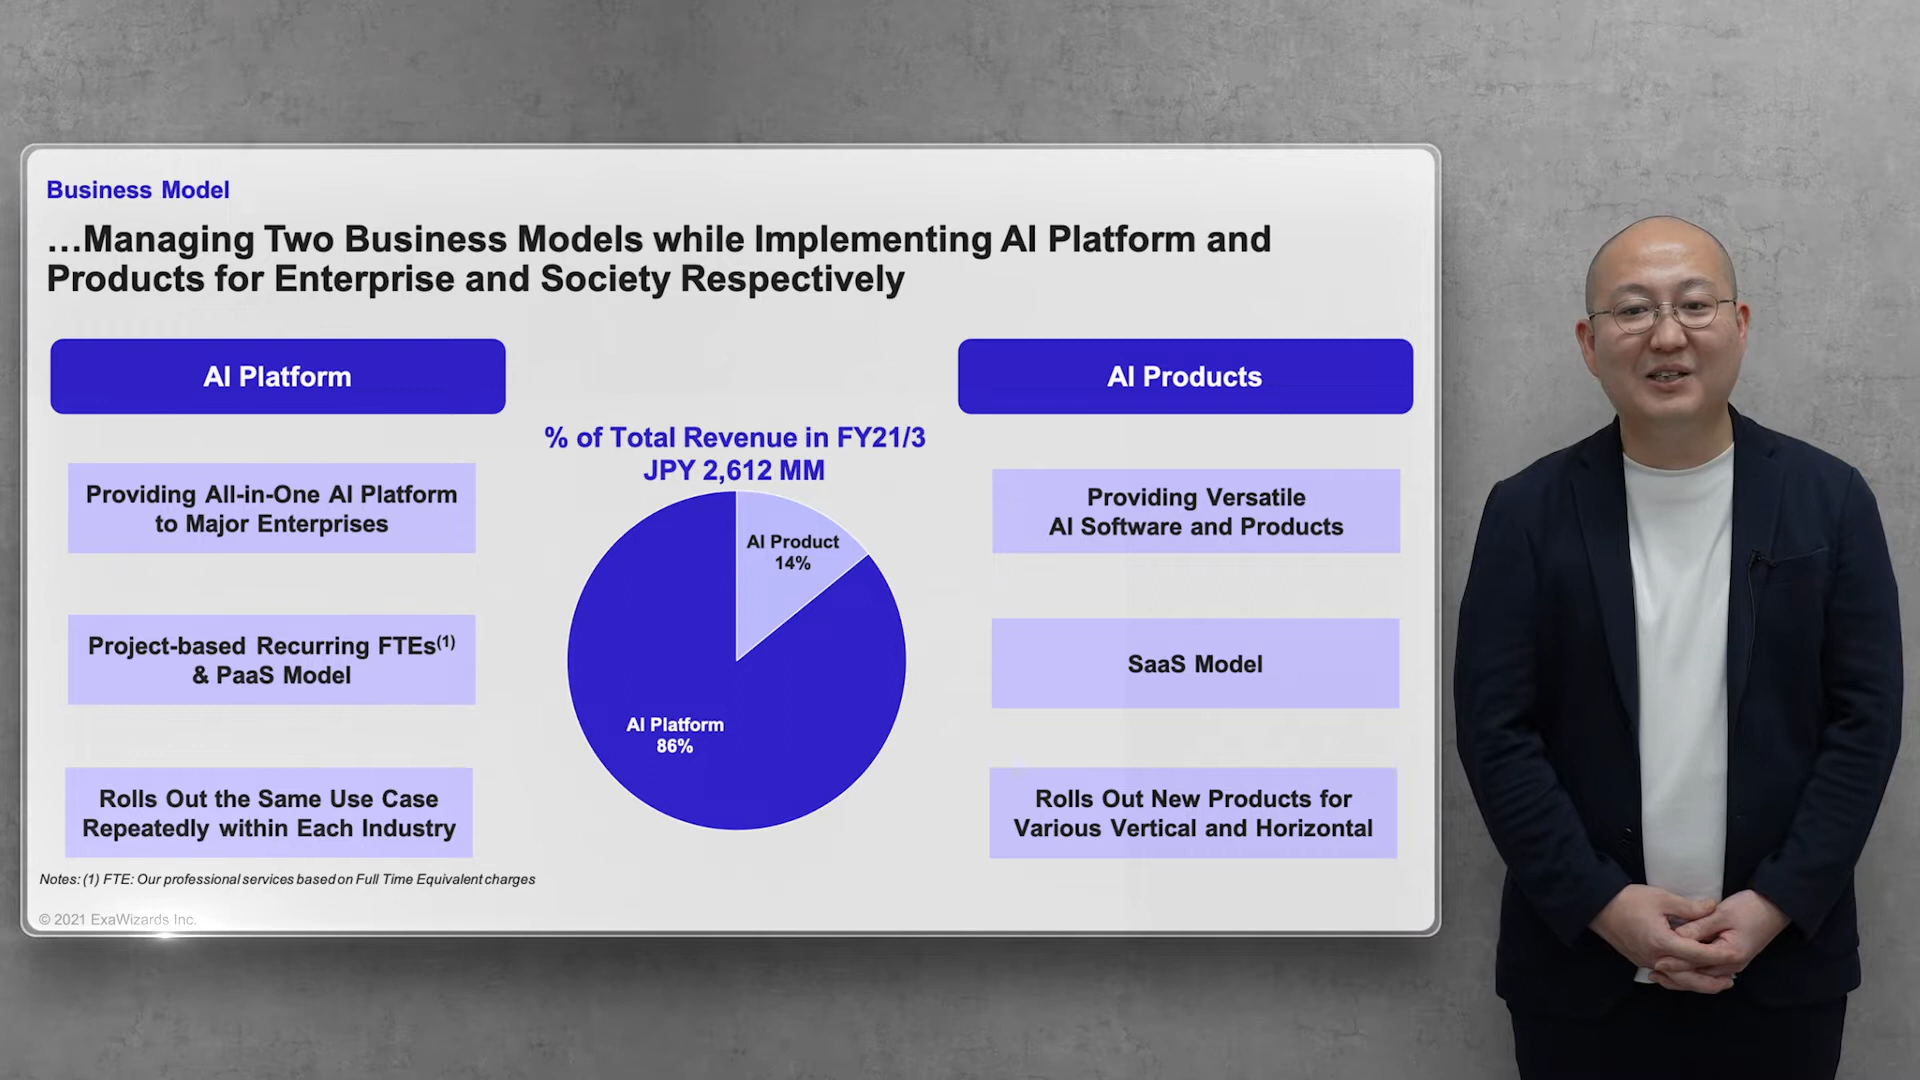 Business Model
…Managing Two Business Models while Implementing AI Platform and
Products for Enterprise and Society Respectively
AI Platform
Providing All-in-One AI Platform
to Major Enterprises
Project-based Recurring FTEs(1)
& PaaS Model
Rolls Out the Same Use Case
Repeatedly within Each Industry
% of Total Revenue in FY21/3
JPY 2,612 MM
AI Product
14%
AI Platform
86%
AI Products
Providing Versatile
AI Software and Products
SaaS Model
Rolls Out New Products for
Various Vertical and Horizontal
Notes: (1) FTE: Our professional services based on Full Time Equivalent charges
© 2021 ExaWizards Inc.